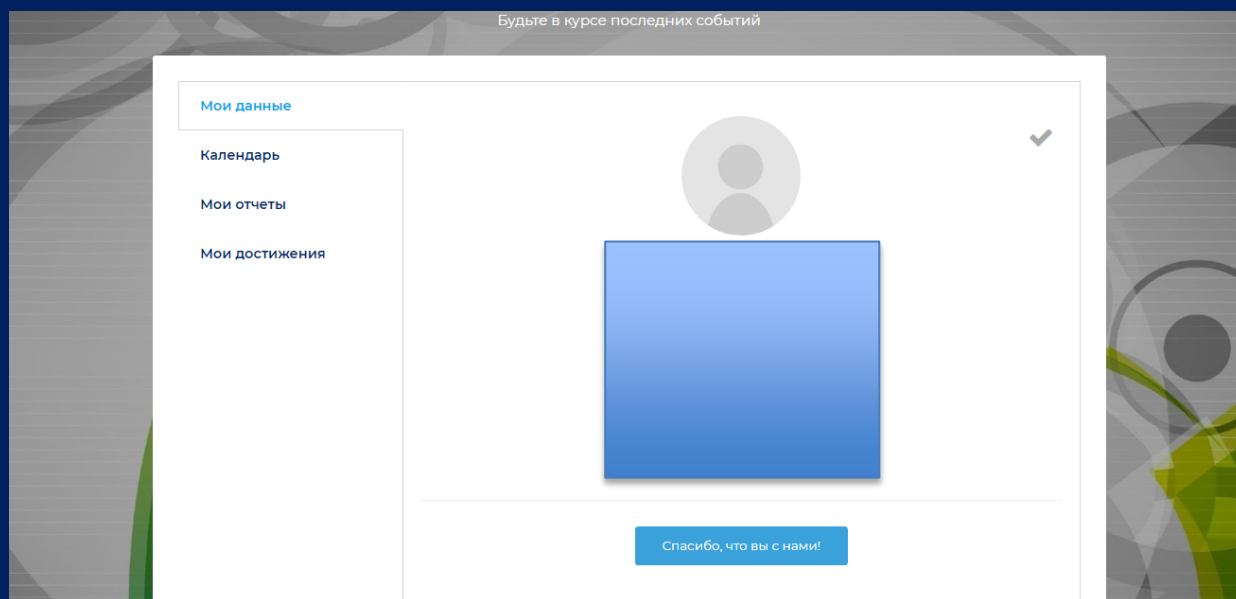 Будьте в курсе последних событий
Мои данные
Календарь
Мои отчеты
Мои достижения
Спасибо, что вы с нами!